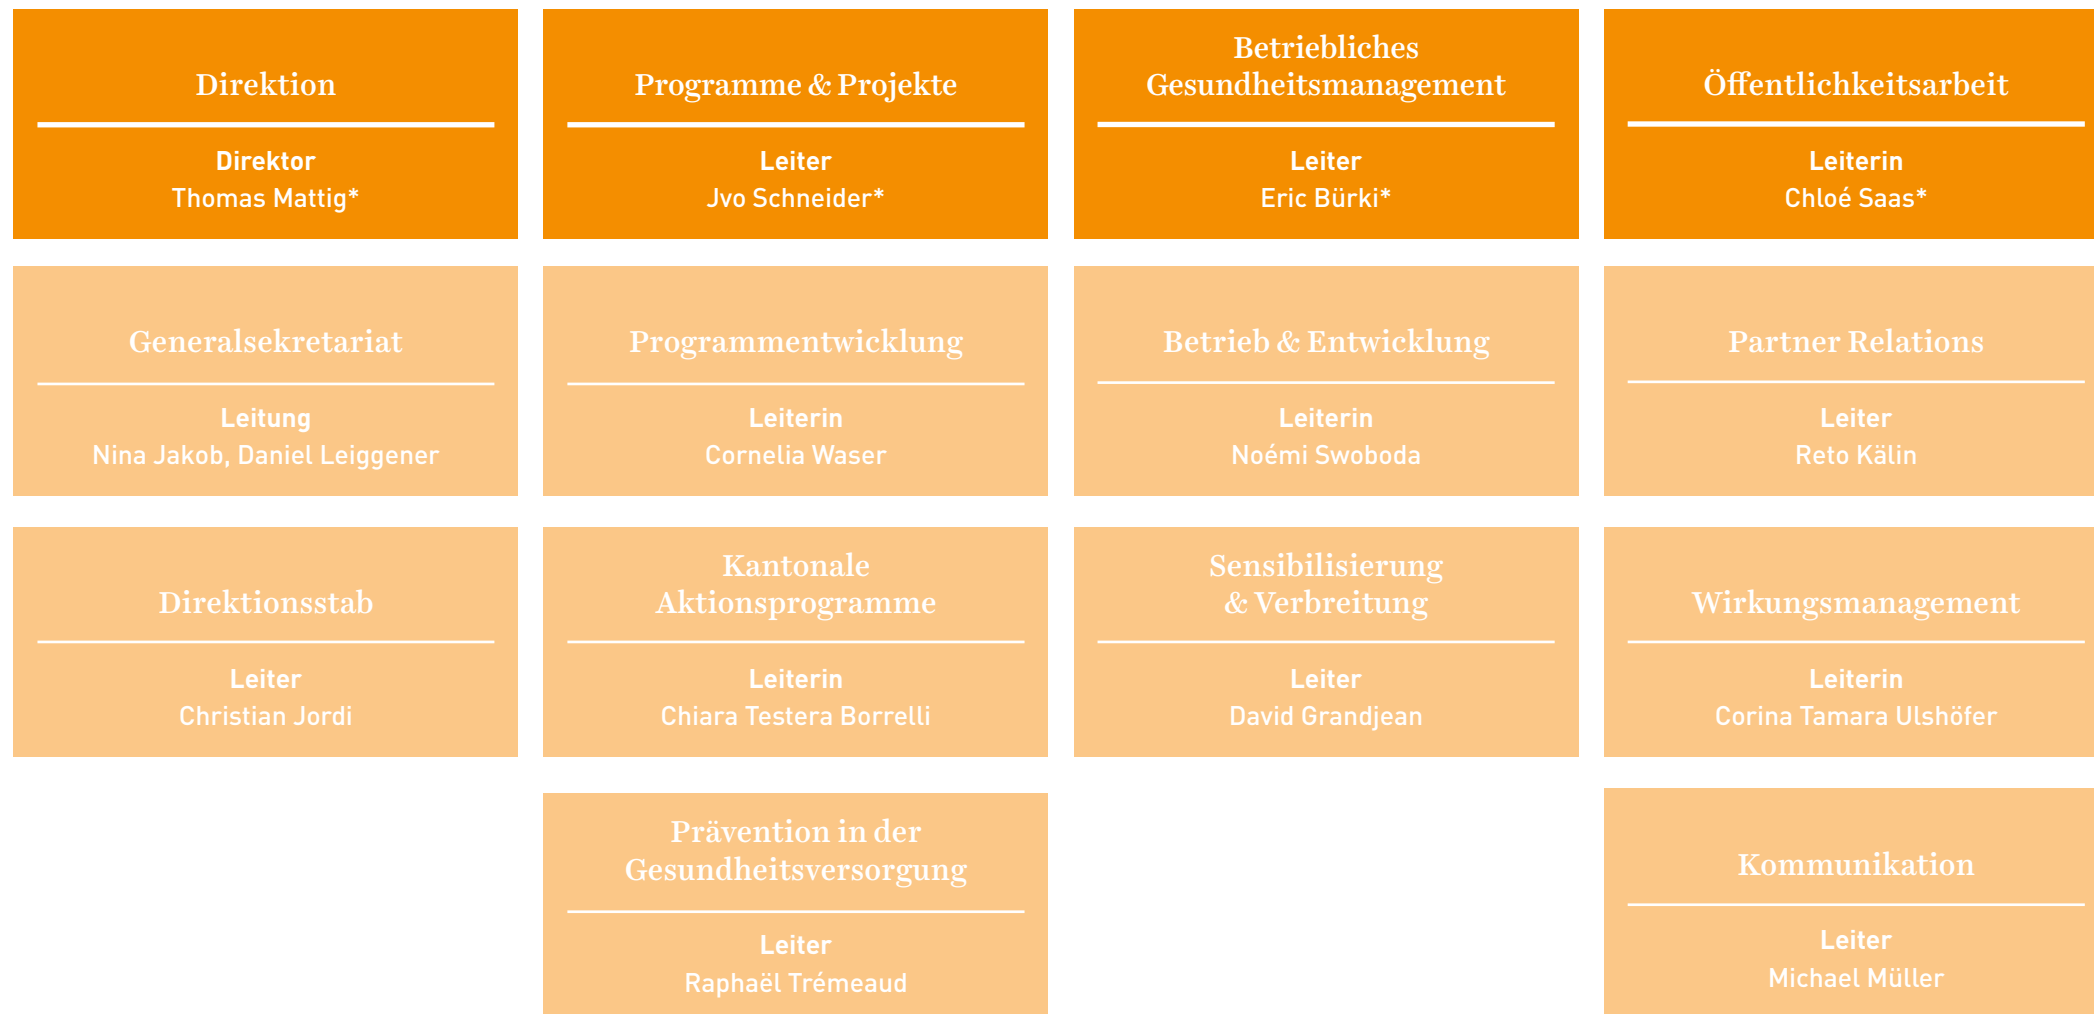 Direktion
Direktor
Thomas Mattig*
Programme & Projekte
Leiter
Jvo Schneider*
Betriebliches
Gesundheitsmanagement
Leiter
Eric Bürki*
Öffentlichkeitsarbeit
Leiterin
Chloé Saas*
Generalsekretariat
Leitung
Nina Jakob, Daniel Leiggener
Programmentwicklung
Leiterin
Cornelia Waser
Betrieb & Entwicklung
Leiterin
Noémi Swoboda
Partner Relations
Leiter
Reto Kälin
Direktionsstab
Leiter
Christian Jordi
Kantonale
Aktionsprogramme
Leiterin
Chiara Testera Borrelli
Sensibilisierung
& Verbreitung
Leiter
David Grandjean
Wirkungsmanagement
Leiterin
Corina Tamara Ulshöfer
Prävention in der
Gesundheitsversorgung
Leiter
Raphaël Trémeaud
Kommunikation
Leiter
Michael Müller